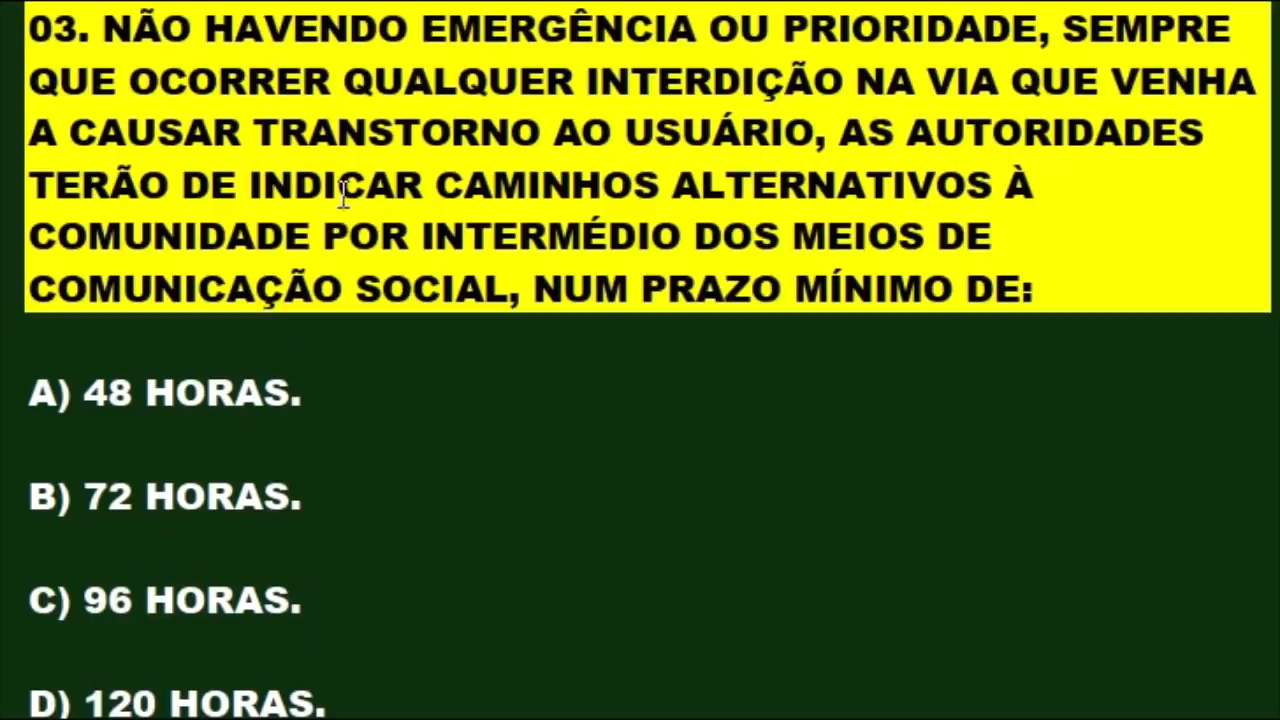 03. NÃO HAVENDO EMERGÊNCIA OU PRIORIDADE, SEMPRE
QUE OCORRER QUALQUER INTERDIÇÃO NA VIA QUE VENHA
A CAUSAR TRANSTORNO AO USUÁRIO, AS AUTORIDADES
TERÃO DE INDICAR CAMINHOS ALTERNATIVOS À
COMUNIDADE POR INTERMÉDIO DOS MEIOS DE
COMUNICAÇÃO SOCIAL, NUM PRAZO MÍNIMO DE:
A) 48 HORAS.
B) 72 HORAS.
C) 96 HORAS.
D) 120 HORAS.